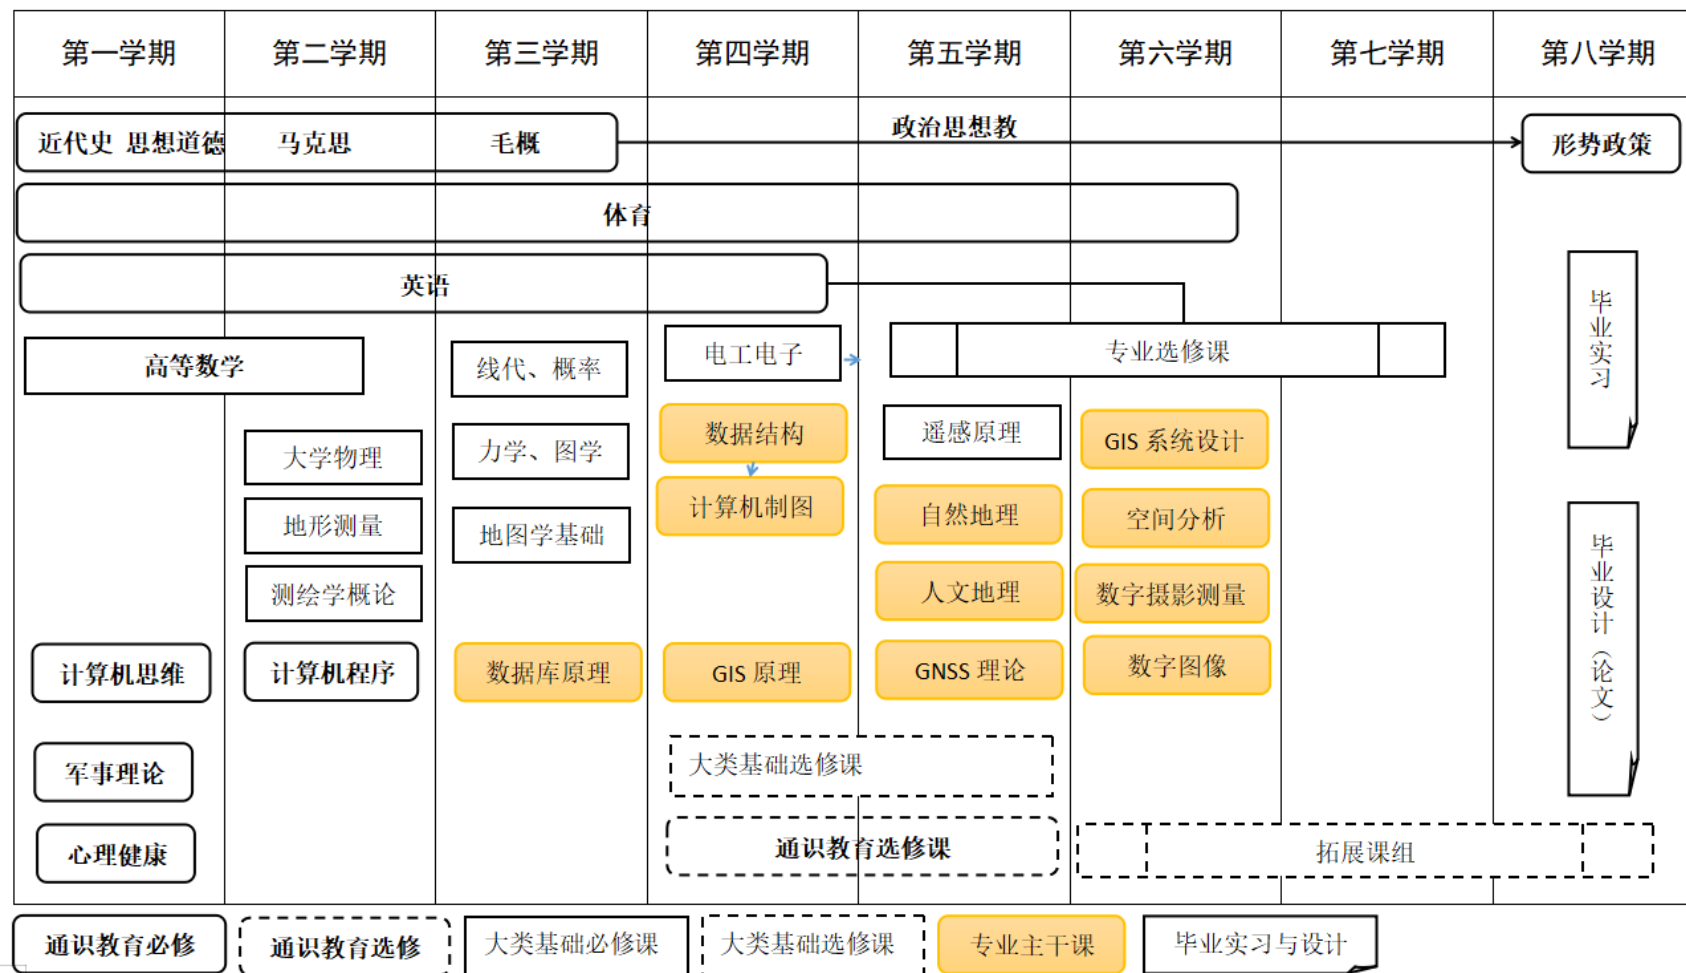 第一学期
第二学期
第三学期
第四学期
第五学期
第六学期
第七学期
第八学期
近代史 思想道德
马克思
毛概
政治思想教
形势政策
体育
英语
高等数学
线代、概率
电工电子
专业选修课
毕业实习
大学物理
力学、图学
数据结构
遥感原理
GIS 系统设计
地形测量
地图学基础
计算机制图
自然地理
空间分析
测绘学概论
人文地理
数字摄影测量
毕业设计（论文）
计算机思维
计算机程序
数据库原理
GIS 原理
GNSS 理论
数字图像
军事理论
大类基础选修课
心理健康
通识教育选修课
拓展课组
通识教育必修
通识教育选修
大类基础必修课
大类基础选修课
专业主干课
毕业实习与设计